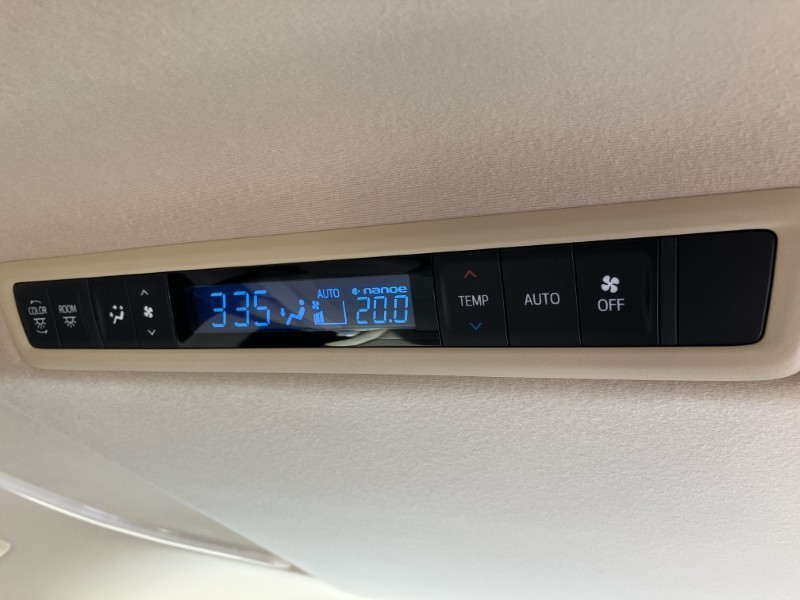 COLOR
ROOM
335
AUTO
nanoe
20.0
TEMP
AUTO
OFF